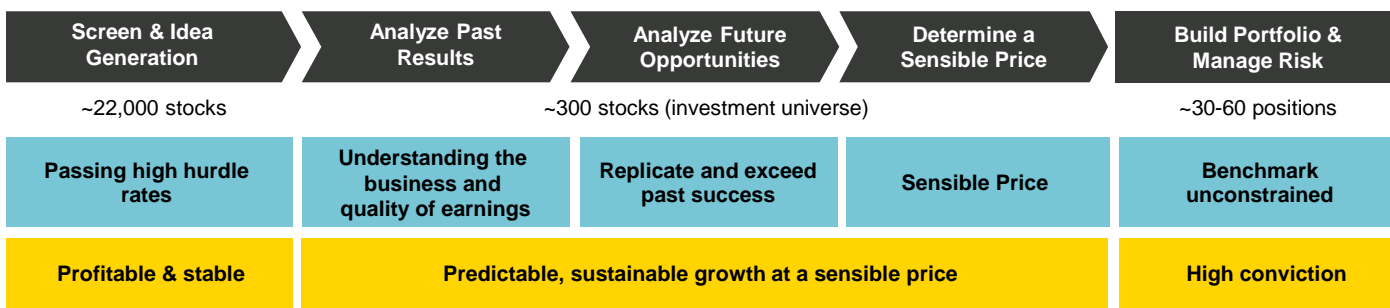 Screen & Idea
Generation
Analyze Past
Results
Analyze Future
Opportunities
Determine a
Sensible Price
Build Portfolio &
Manage Risk
~22,000 stocks
~300 stocks (investment universe)
~30-60 positions
Passing high hurdle
rates
Understanding the
business and
quality of earnings
Replicate and exceed
past success
Sensible Price
Benchmark
unconstrained
Profitable & stable
Predictable, sustainable growth at a sensible price
High conviction